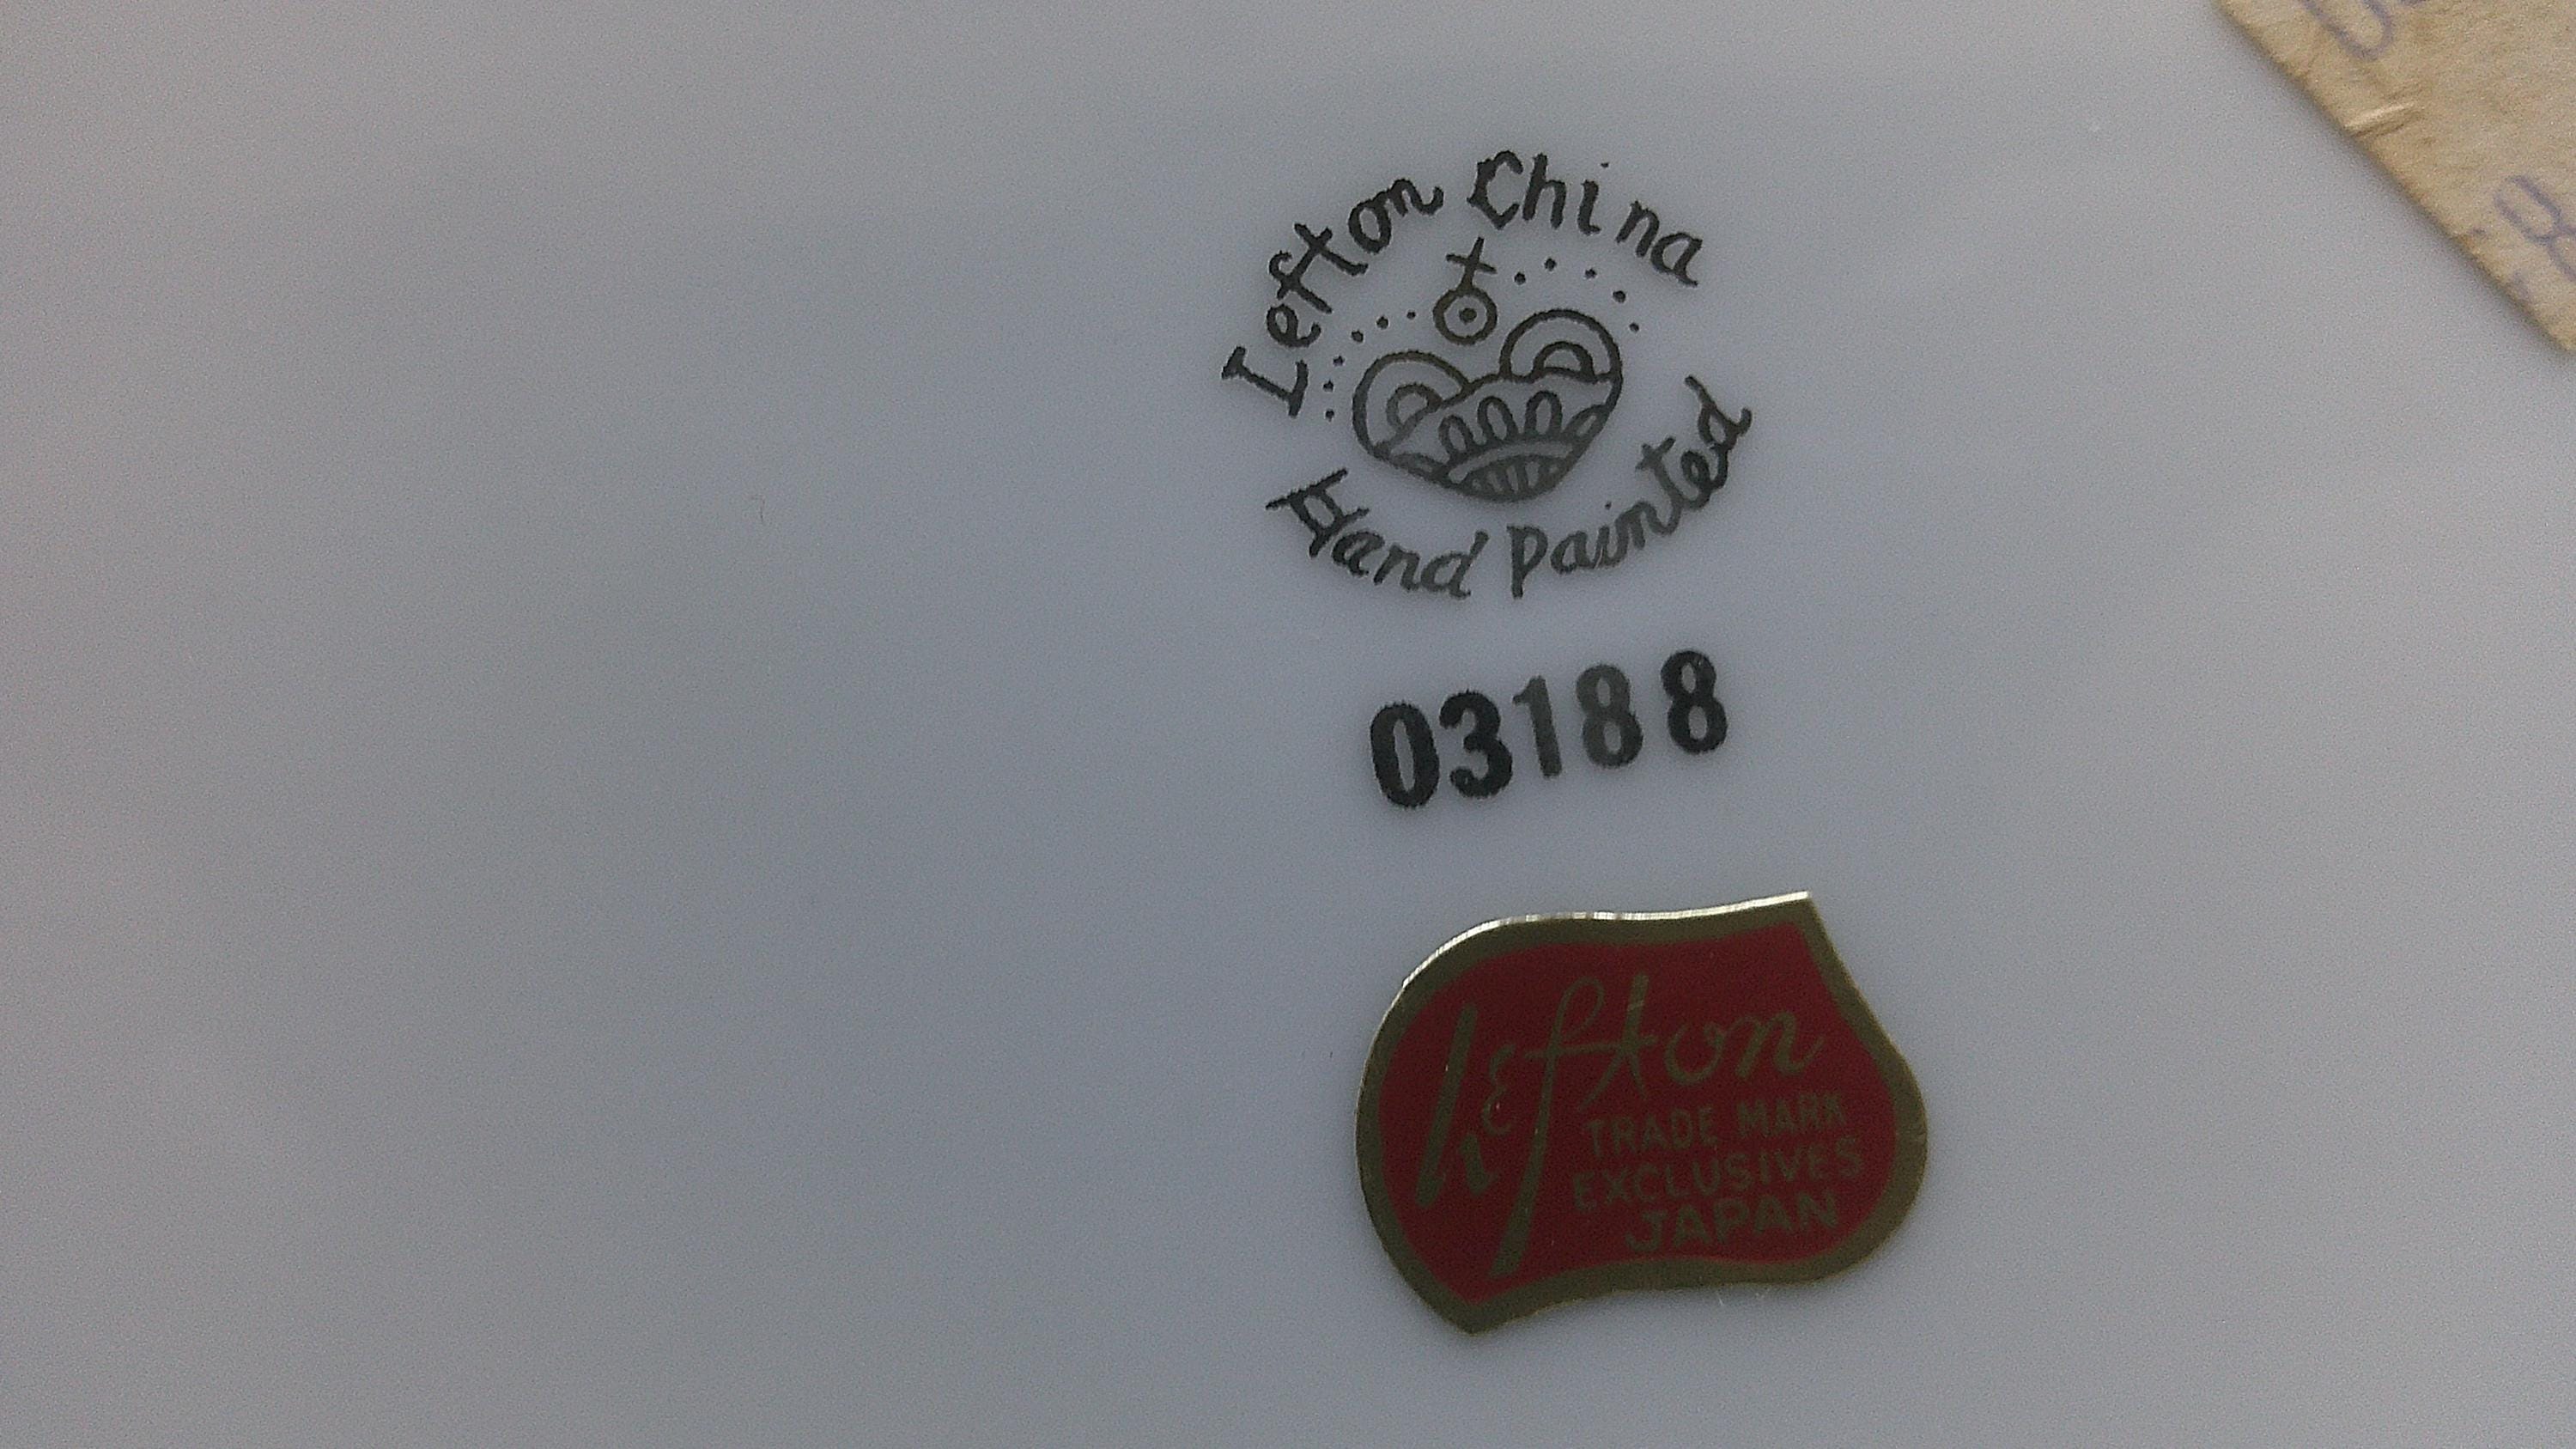 Lefton China
Hand Painted
03188
Lefton
TRADE MARK
EXCLUSIVES
JAPAN